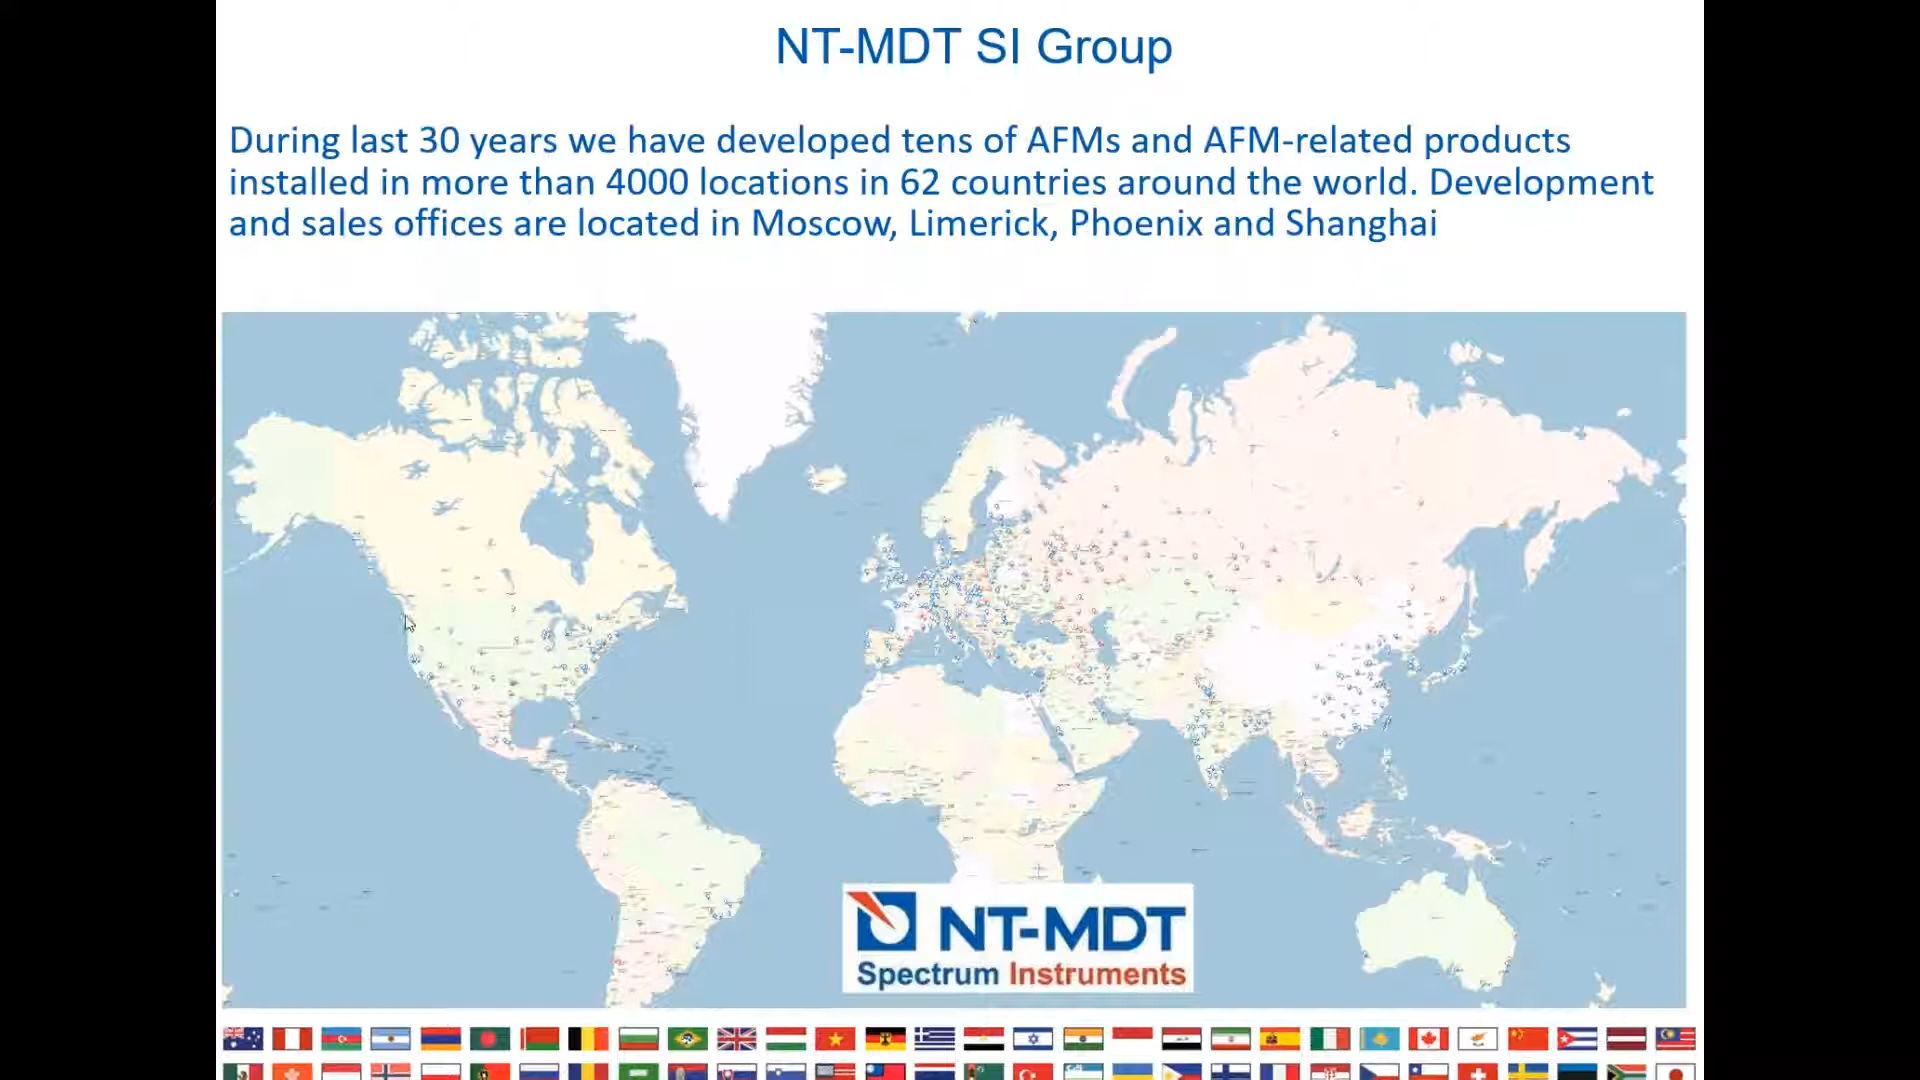 NT-MDT SI Group
During last 30 years we have developed tens of AFMs and AFM-related products
installed in more than 4000 locations in 62 countries around the world. Development
and sales offices are located in Moscow, Limerick, Phoenix and Shanghai
NT-MDT
Spectrum Instruments